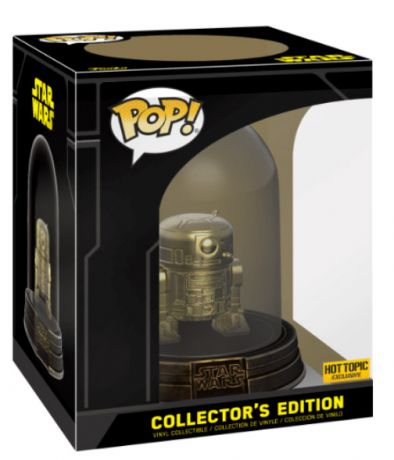 STAR
WARS
POP!
STAR
WARS
HOT TOPIC
EXCLUSIVE
COLLECTOR'S EDITION
VINYL COLLECTIBLE / COLLECTION DE VINYLE / COLECCIÓN DE VINILO